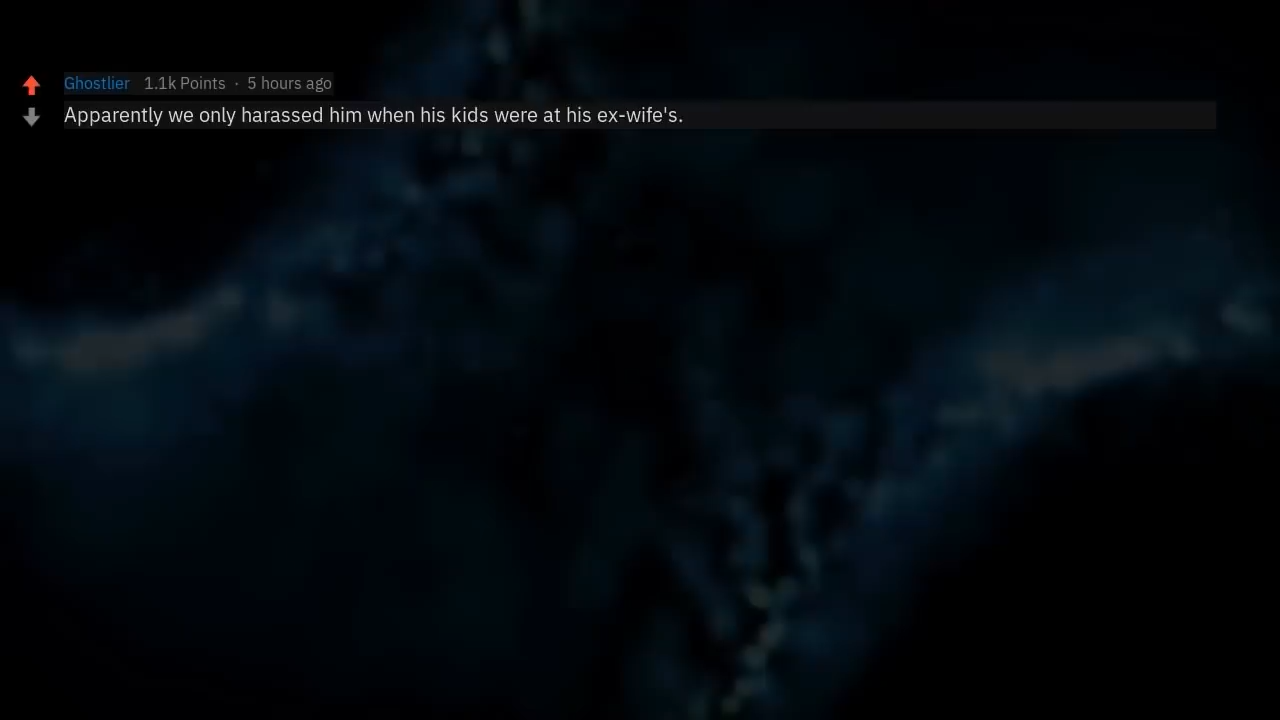 Ghostlier 1.1k Points · 5 hours ago
Apparently we only harassed him when his kids were at his ex-wife's.